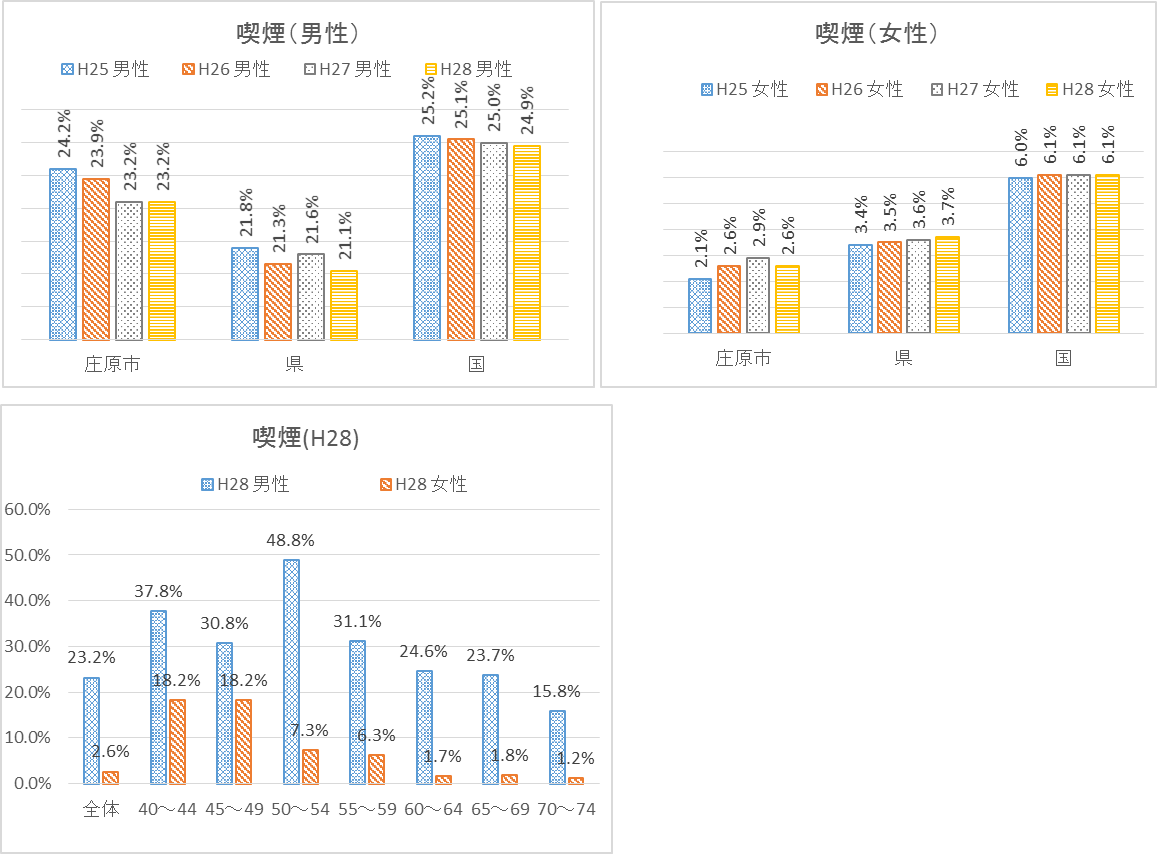 喫煙（男性）
H25 男性 H26 男性 H27 男性 H28 男性
24.2% 23.9% 23.2% 23.2% 21.8% 21.3% 21.6% 21.1% 25.2% 25.1% 25.0% 24.9%
庄原市 県 国
喫煙（女性）
H25 女性 H26 女性 H27 女性 H28 女性
2.1% 2.6% 2.9% 2.6% 3.4% 3.5% 3.6% 3.7% 6.0% 6.1% 6.1% 6.1%
庄原市 県 国
喫煙(H28)
H28 男性 H28 女性
60.0%
50.0%
40.0%
30.0%
20.0%
10.0%
0.0%
23.2% 37.8% 30.8% 48.8% 31.1% 24.6% 23.7% 15.8%
2.6% 18.2% 18.2% 7.3% 6.3% 1.7% 1.8% 1.2%
全体 40～44 45～49 50～54 55～59 60～64 65～69 70～74